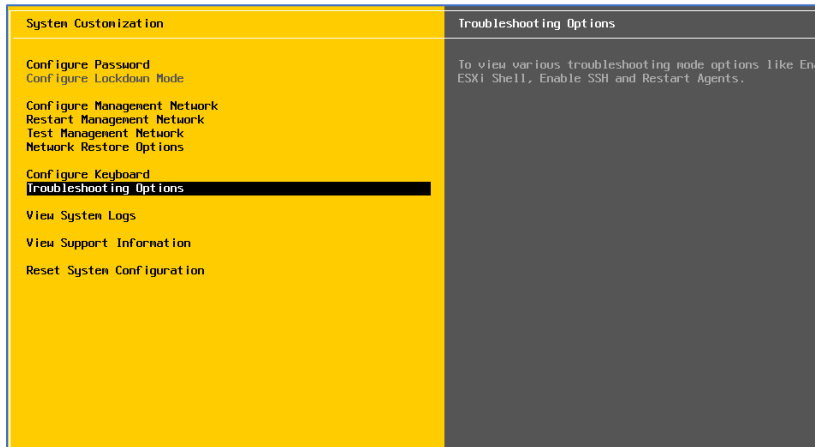 System Customization
Configure Password
Configure Lockdown Mode
Configure Management Network
Restart Management Network
Test Management Network
Network Restore Options
Configure Keyboard
Troubleshooting Options
View System Logs
View Support Information
Reset System Configuration
Troubleshooting Options
To view various troubleshooting mode options like
ESXi Shell, Enable SSH and Restart Agents.